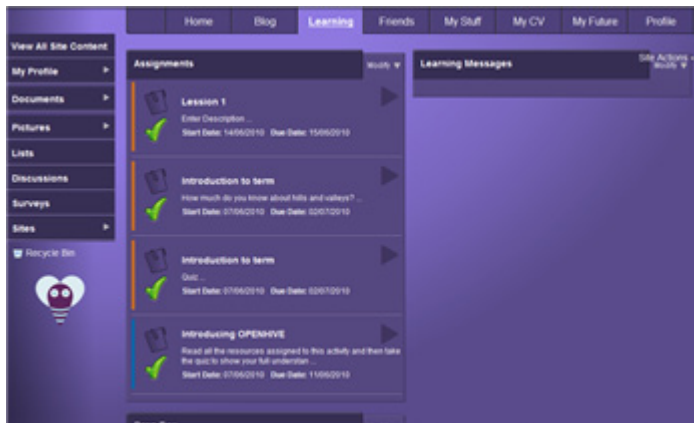 Home Blog Learning Friends My Stuff My CV My Future Profile
View All Site Content
My Profile
Documents
Pictures
Lists
Discussions
Surveys
Sites
Recycle Bin
Assignments
Modify
Lession 1
Enter Description ...
Start Date: 14/06/2010 Due Date: 15/06/2010
Introduction to term
How much do you know about hills and valleys? ...
Start Date: 07/06/2010 Due Date: 02/07/2010
Introduction to term
Quiz ...
Start Date: 07/06/2010 Due Date: 02/07/2010
Introducing OPENHIVE
Read all the resources assigned to this activity and then take
the quiz to show your full understan ...
Start Date: 07/06/2010 Due Date: 11/06/2010
Learning Messages
Site Actions
Modify